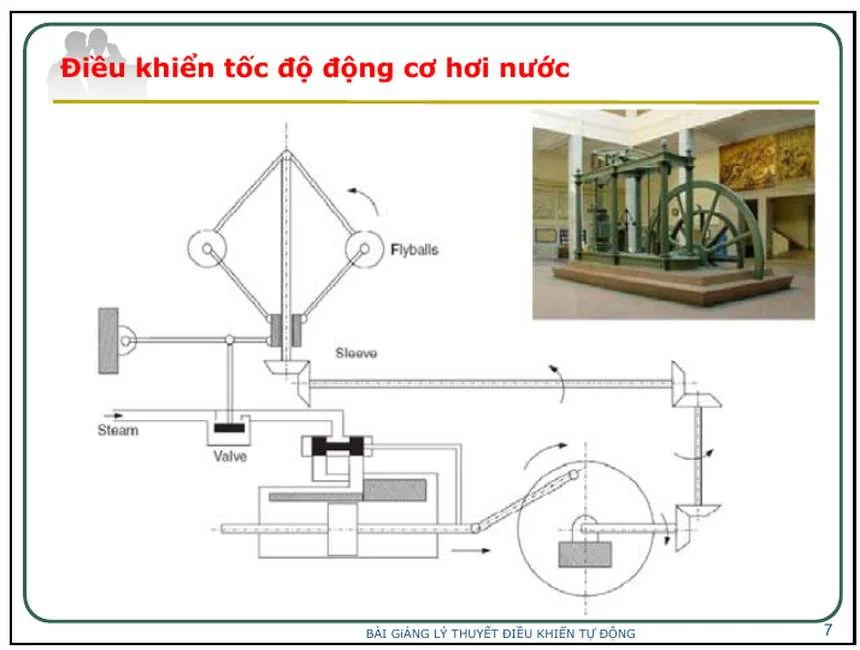 Điều khiển tốc độ động cơ hơi nước
Flyballs
Sleeve
Steam
Valve
BÀI GiẢNG LÝ THUYẾT ĐIỀU KHIỂN TỰ ĐỘNG
7